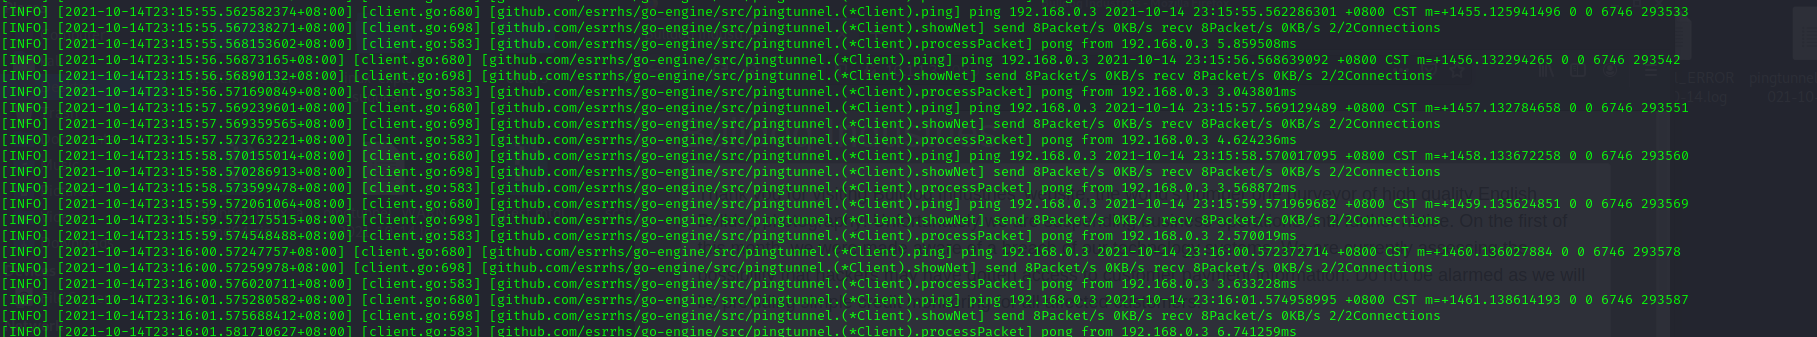 [INFO] [2021-10-14T23:15:55.562582374+08:00] [client.go:680] [github.com/esrrhs/go-engine/src/pingtunnel.(*Client).ping] ping 192.168.0.3 2021-10-14 23:15:55.562286301 +0800 CST m=+1455.125941496 0 0 6746 293533
[INFO] [2021-10-14T23:15:55.567238271+08:00] [client.go:698] [github.com/esrrhs/go-engine/src/pingtunnel.(*Client).showNet] send 8Packet/s 0KB/s recv 8Packet/s 0KB/s 2/2Connections
[INFO] [2021-10-14T23:15:55.568153602+08:00] [client.go:583] [github.com/esrrhs/go-engine/src/pingtunnel.(*Client).processPacket] pong from 192.168.0.3 5.859508ms
[INFO] [2021-10-14T23:15:56.56873165+08:00] [client.go:680] [github.com/esrrhs/go-engine/src/pingtunnel.(*Client).ping] ping 192.168.0.3 2021-10-14 23:15:56.568639092 +0800 CST m=+1456.132294265 0 0 6746 293542
[INFO] [2021-10-14T23:15:56.56890132+08:00] [client.go:698] [github.com/esrrhs/go-engine/src/pingtunnel.(*Client).showNet] send 8Packet/s 0KB/s recv 8Packet/s 0KB/s 2/2Connections
[INFO] [2021-10-14T23:15:56.571690849+08:00] [client.go:583] [github.com/esrrhs/go-engine/src/pingtunnel.(*Client).processPacket] pong from 192.168.0.3 3.043801ms
[INFO] [2021-10-14T23:15:57.569239601+08:00] [client.go:680] [github.com/esrrhs/go-engine/src/pingtunnel.(*Client).ping] ping 192.168.0.3 2021-10-14 23:15:57.569129489 +0800 CST m=+1457.132784658 0 0 6746 293551
[INFO] [2021-10-14T23:15:57.569359565+08:00] [client.go:698] [github.com/esrrhs/go-engine/src/pingtunnel.(*Client).showNet] send 8Packet/s 0KB/s recv 8Packet/s 0KB/s 2/2Connections
[INFO] [2021-10-14T23:15:57.573763221+08:00] [client.go:583] [github.com/esrrhs/go-engine/src/pingtunnel.(*Client).processPacket] pong from 192.168.0.3 4.624236ms
[INFO] [2021-10-14T23:15:58.570155014+08:00] [client.go:680] [github.com/esrrhs/go-engine/src/pingtunnel.(*Client).ping] ping 192.168.0.3 2021-10-14 23:15:58.570017095 +0800 CST m=+1458.133672258 0 0 6746 293560
[INFO] [2021-10-14T23:15:58.570286913+08:00] [client.go:698] [github.com/esrrhs/go-engine/src/pingtunnel.(*Client).showNet] send 8Packet/s 0KB/s recv 8Packet/s 0KB/s 2/2Connections
[INFO] [2021-10-14T23:15:58.573599478+08:00] [client.go:583] [github.com/esrrhs/go-engine/src/pingtunnel.(*Client).processPacket] pong from 192.168.0.3 3.568872ms
[INFO] [2021-10-14T23:15:59.572061064+08:00] [client.go:680] [github.com/esrrhs/go-engine/src/pingtunnel.(*Client).ping] ping 192.168.0.3 2021-10-14 23:15:59.571969682 +0800 CST m=+1459.135624851 0 0 6746 293569
[INFO] [2021-10-14T23:15:59.572175515+08:00] [client.go:698] [github.com/esrrhs/go-engine/src/pingtunnel.(*Client).showNet] send 8Packet/s 0KB/s recv 8Packet/s 0KB/s 2/2Connections
[INFO] [2021-10-14T23:15:59.574548488+08:00] [client.go:583] [github.com/esrrhs/go-engine/src/pingtunnel.(*Client).processPacket] pong from 192.168.0.3 2.570019ms
[INFO] [2021-10-14T23:16:00.57247757+08:00] [client.go:680] [github.com/esrrhs/go-engine/src/pingtunnel.(*Client).ping] ping 192.168.0.3 2021-10-14 23:16:00.572372714 +0800 CST m=+1460.136027884 0 0 6746 293578
[INFO] [2021-10-14T23:16:00.57259978+08:00] [client.go:698] [github.com/esrrhs/go-engine/src/pingtunnel.(*Client).showNet] send 8Packet/s 0KB/s recv 8Packet/s 0KB/s 2/2Connections
[INFO] [2021-10-14T23:16:00.576020711+08:00] [client.go:583] [github.com/esrrhs/go-engine/src/pingtunnel.(*Client).processPacket] pong from 192.168.0.3 3.633228ms
[INFO] [2021-10-14T23:16:01.575280582+08:00] [client.go:680] [github.com/esrrhs/go-engine/src/pingtunnel.(*Client).ping] ping 192.168.0.3 2021-10-14 23:16:01.574958995 +0800 CST m=+1461.138614193 0 0 6746 293587
[INFO] [2021-10-14T23:16:01.575688412+08:00] [client.go:698] [github.com/esrrhs/go-engine/src/pingtunnel.(*Client).showNet] send 8Packet/s 0KB/s recv 8Packet/s 0KB/s 2/2Connections
[INFO] [2021-10-14T23:16:01.581710627+08:00] [client.go:583] [github.com/esrrhs/go-engine/src/pingtunnel.(*Client).processPacket] pong from 192.168.0.3 6.741259ms